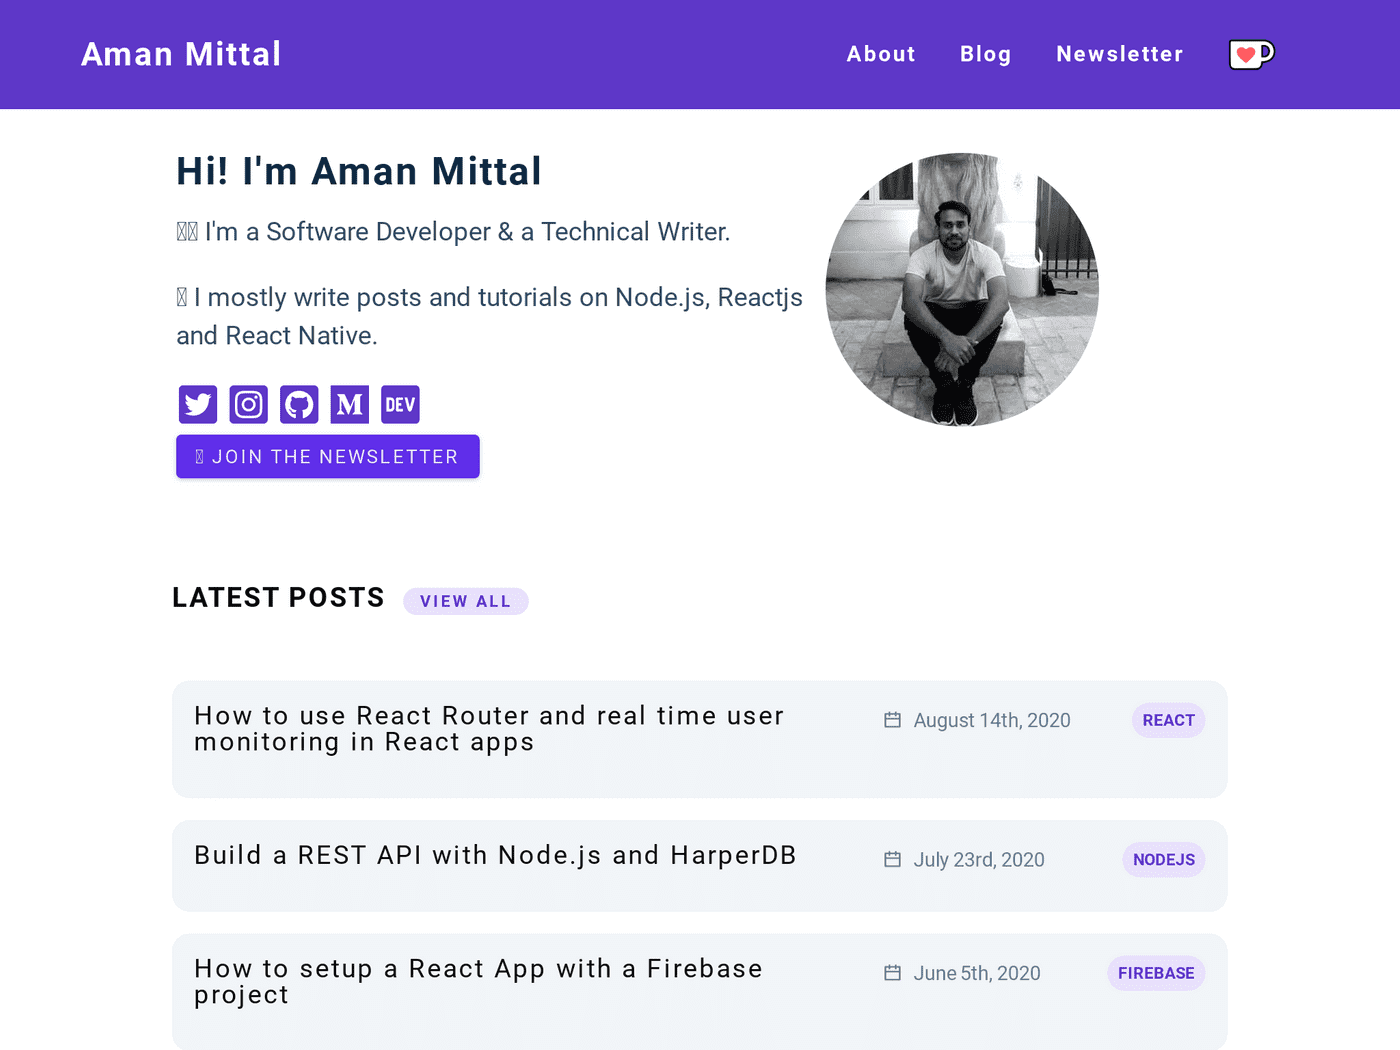 Aman Mittal
About Blog Newsletter
Hi! I'm Aman Mittal
I'm a Software Developer & a Technical Writer.
I mostly write posts and tutorials on Node.js, Reactjs
and React Native.
M DEV
JOIN THE NEWSLETTER
LATEST POSTS VIEW ALL
How to use React Router and real time user
monitoring in React apps
August 14th, 2020
REACT
Build a REST API with Node.js and HarperDB
July 23rd, 2020
NODEJS
How to setup a React App with a Firebase
project
June 5th, 2020
FIREBASE